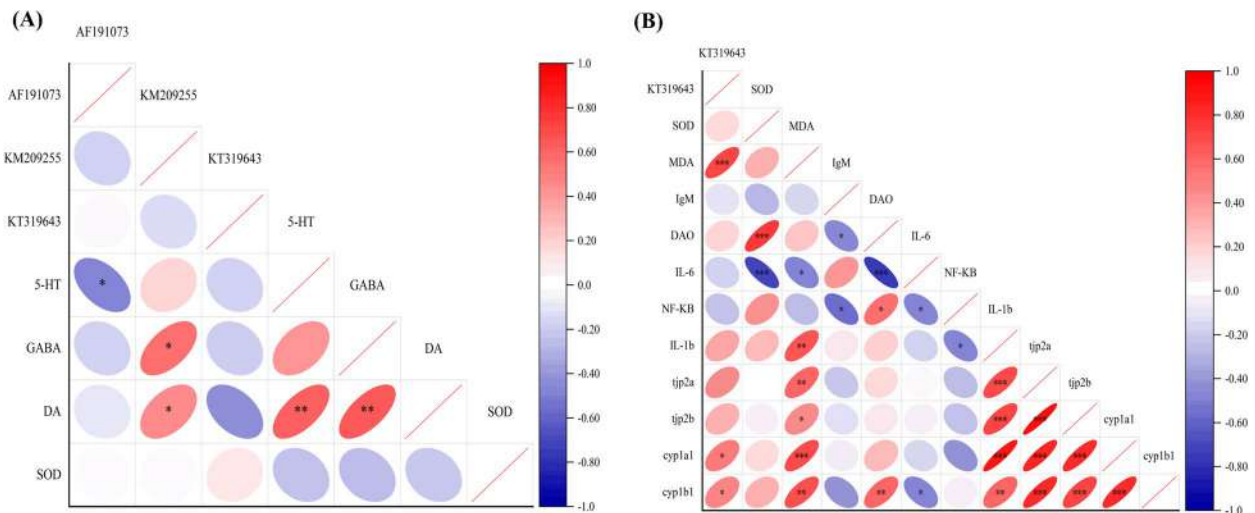 (A)
AF191073
AF191073
KM209255
KM209255
KT319643
KT319643
5-HT
5-HT
*
GABA
GABA
*
DA
DA
*
**
**
SOD
SOD
1.0
0.80
0.60
0.40
0.20
0.0
-0.20
-0.40
-0.60
-0.80
-1.0
(B)
KT319643
KT319643
SOD
SOD
MDA
MDA
***
IgM
IgM
DAO
DAO
***
*
IL-6
IL-6
***
*
***
NF-KB
NF-KB
*
*
*
IL-1b
IL-1b
**
*
tjp2a
tjp2a
**
***
tjp2b
tjp2b
*
***
***
cyp1a1
cyp1a1
*
***
***
***
***
cyp1b1
cyp1b1
*
**
**
*
**
***
***
***
1.0
0.80
0.60
0.40
0.20
0.0
-0.20
-0.40
-0.60
-0.80
-1.0